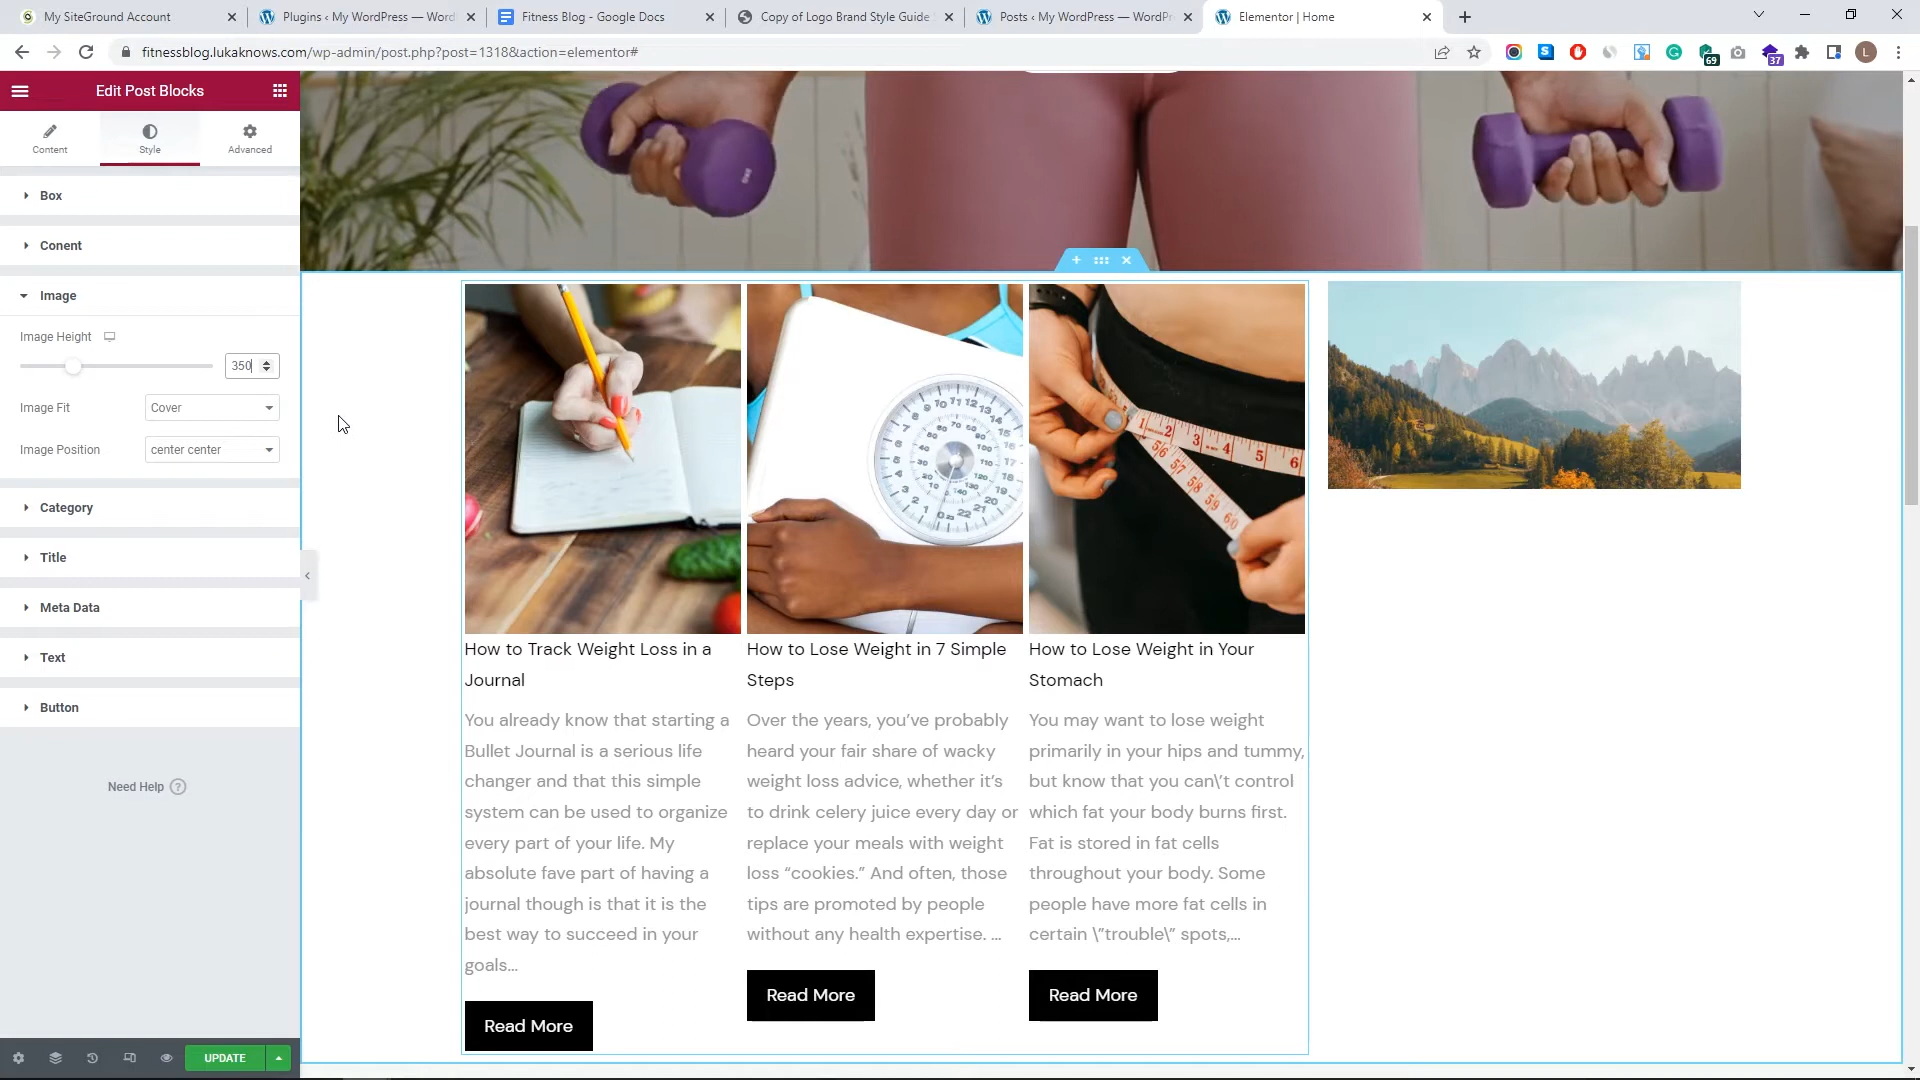 My SiteGround Account
Plugins ‹ My WordPress — Word
Fitness Blog - Google Docs
Copy of Logo Brand Style Guide
Posts ‹ My WordPress — WordPr
Elementor | Home
fitnessblog.lukaknows.com/wp-admin/post.php?post=1318&action=elementor#
69
37
L
Edit Post Blocks
Content
Style
Advanced
Box
Conent
Image
Image Height
350
Image Fit
Cover
Image Position
center center
Category
Title
Meta Data
Text
Button
Need Help
UPDATE
How to Track Weight Loss in a
Journal
You already know that starting a
Bullet Journal is a serious life
changer and that this simple
system can be used to organize
every part of your life. My
absolute fave part of having a
journal though is that it is the
best way to succeed in your
goals...
Read More
How to Lose Weight in 7 Simple
Steps
Over the years, you’ve probably
heard your fair share of wacky
weight loss advice, whether it’s
to drink celery juice every day or
replace your meals with weight
loss “cookies.” And often, those
tips are promoted by people
without any health expertise. ...
Read More
How to Lose Weight in Your
Stomach
You may want to lose weight
primarily in your hips and tummy,
but know that you can\’t control
which fat your body burns first.
Fat is stored in fat cells
throughout your body. Some
people have more fat cells in
certain \”trouble\” spots,...
Read More